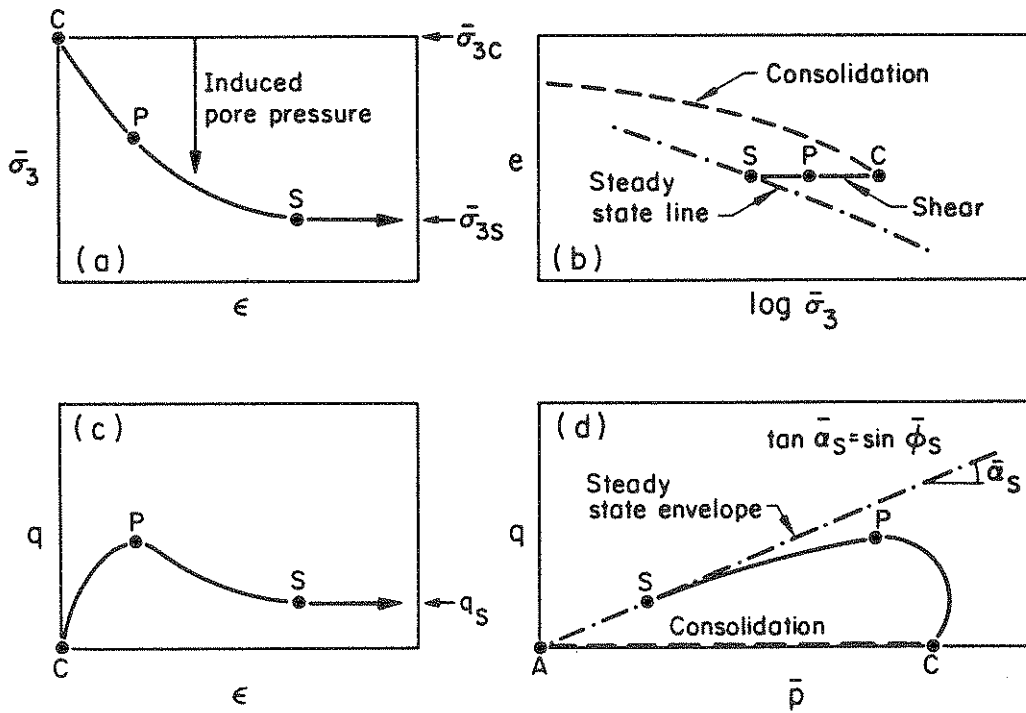 C
σ̄3C
Induced
pore pressure
P
σ̄3
S
σ̄3S
(a)
ε
Consolidation
e
S P C
Steady
state line
Shear
(b)
log σ̄3
(c)
P
q
S
qS
C
ε
(d)
tan ᾱS = sin φ̄S
ᾱS
Steady
state envelope
P
q
S
Consolidation
A
C
p̄